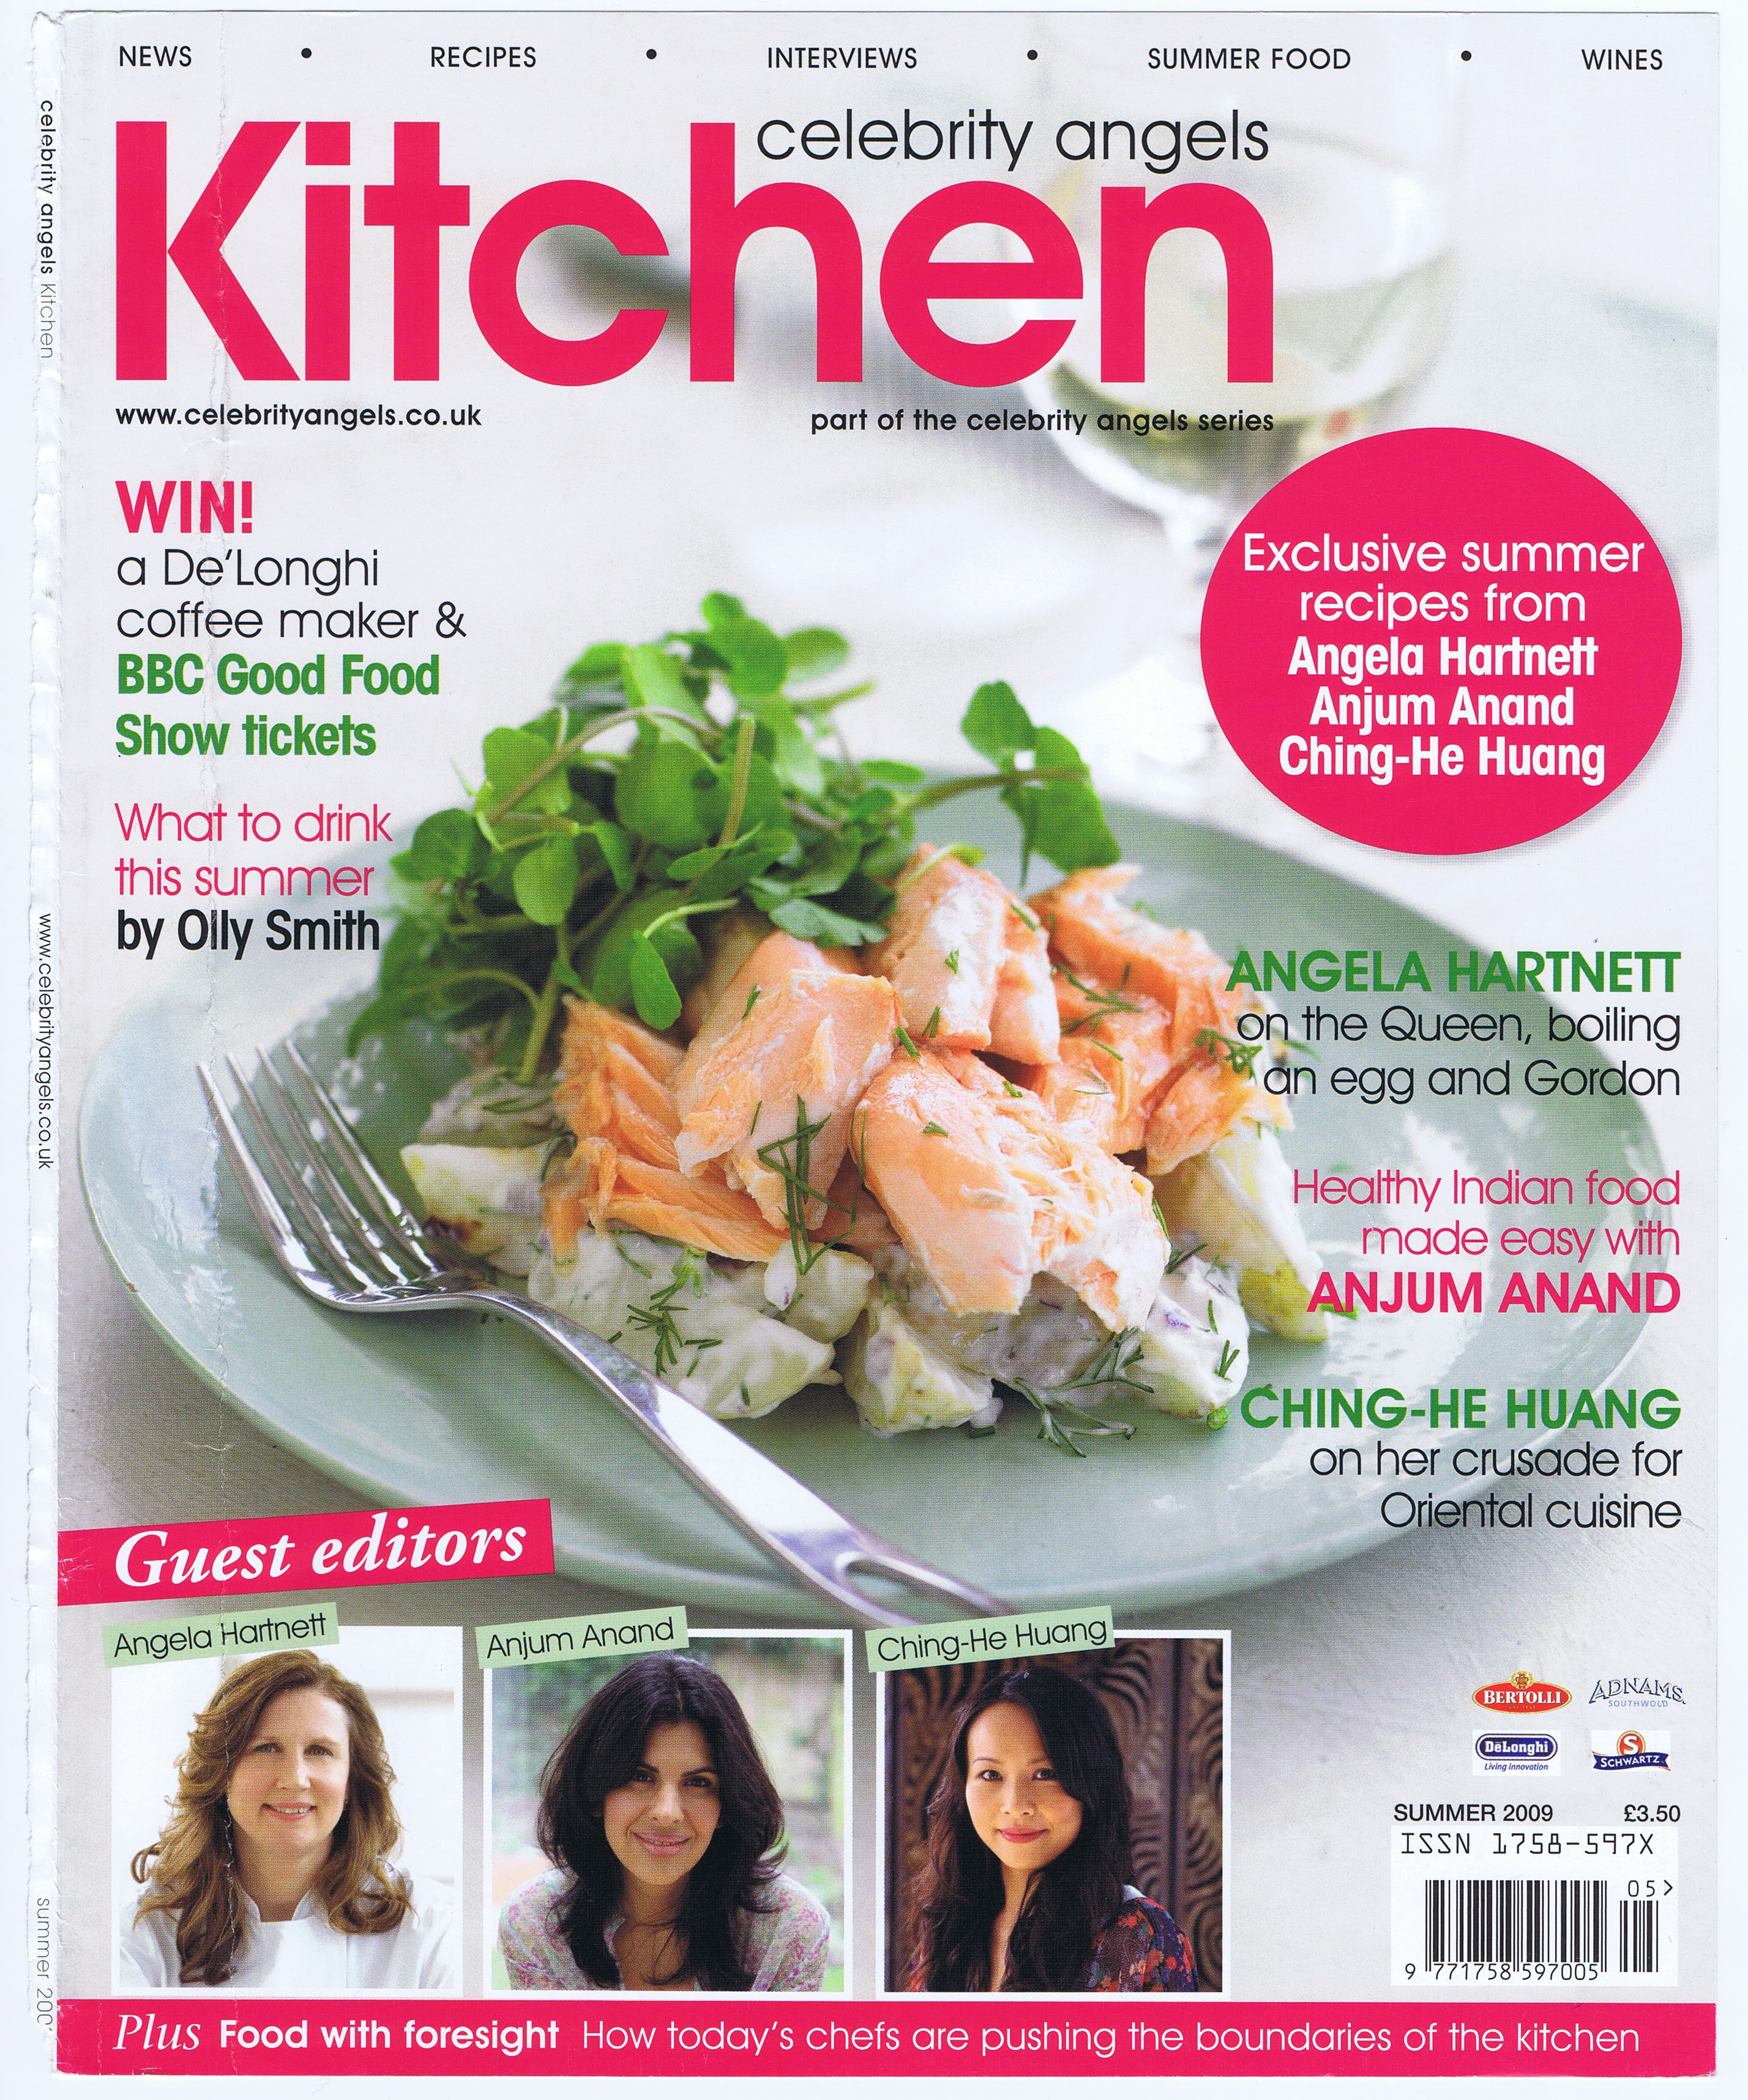 NEWS • RECIPES • INTERVIEWS • SUMMER FOOD • WINES
celebrity angels
Kitchen
www.celebrityangels.co.uk
part of the celebrity angels series
WIN!
a De'Longhi
coffee maker &
BBC Good Food
Show tickets
What to drink
this summer
by Olly Smith
Exclusive summer
recipes from
Angela Hartnett
Anjum Anand
Ching-He Huang
ANGELA HARTNETT
on the Queen, boiling
an egg and Gordon
Healthy Indian food
made easy with
ANJUM ANAND
CHING-HE HUANG
on her crusade for
Oriental cuisine
Guest editors
Angela Hartnett
Anjum Anand
Ching-He Huang
BERTOLLI
ADNAMS
SOUTHWOLD
DeLonghi
Living innovation
S
SCHWARTZ
SUMMER 2009 £3.50
ISSN 1758-597X
05>
9 771758 597005
Plus Food with foresight How today's chefs are pushing the boundaries of the kitchen
celebrity angels Kitchen
www.celebrityangels.co.uk
summer